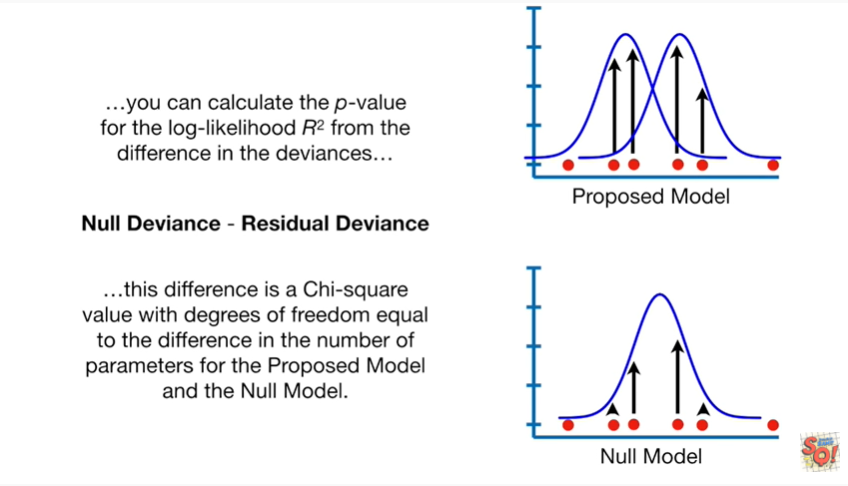 …you can calculate the p-value
for the log-likelihood R² from the
difference in the deviances…
Null Deviance - Residual Deviance
…this difference is a Chi-square
value with degrees of freedom equal
to the difference in the number of
parameters for the Proposed Model
and the Null Model.
Proposed Model
Null Model
SQ!